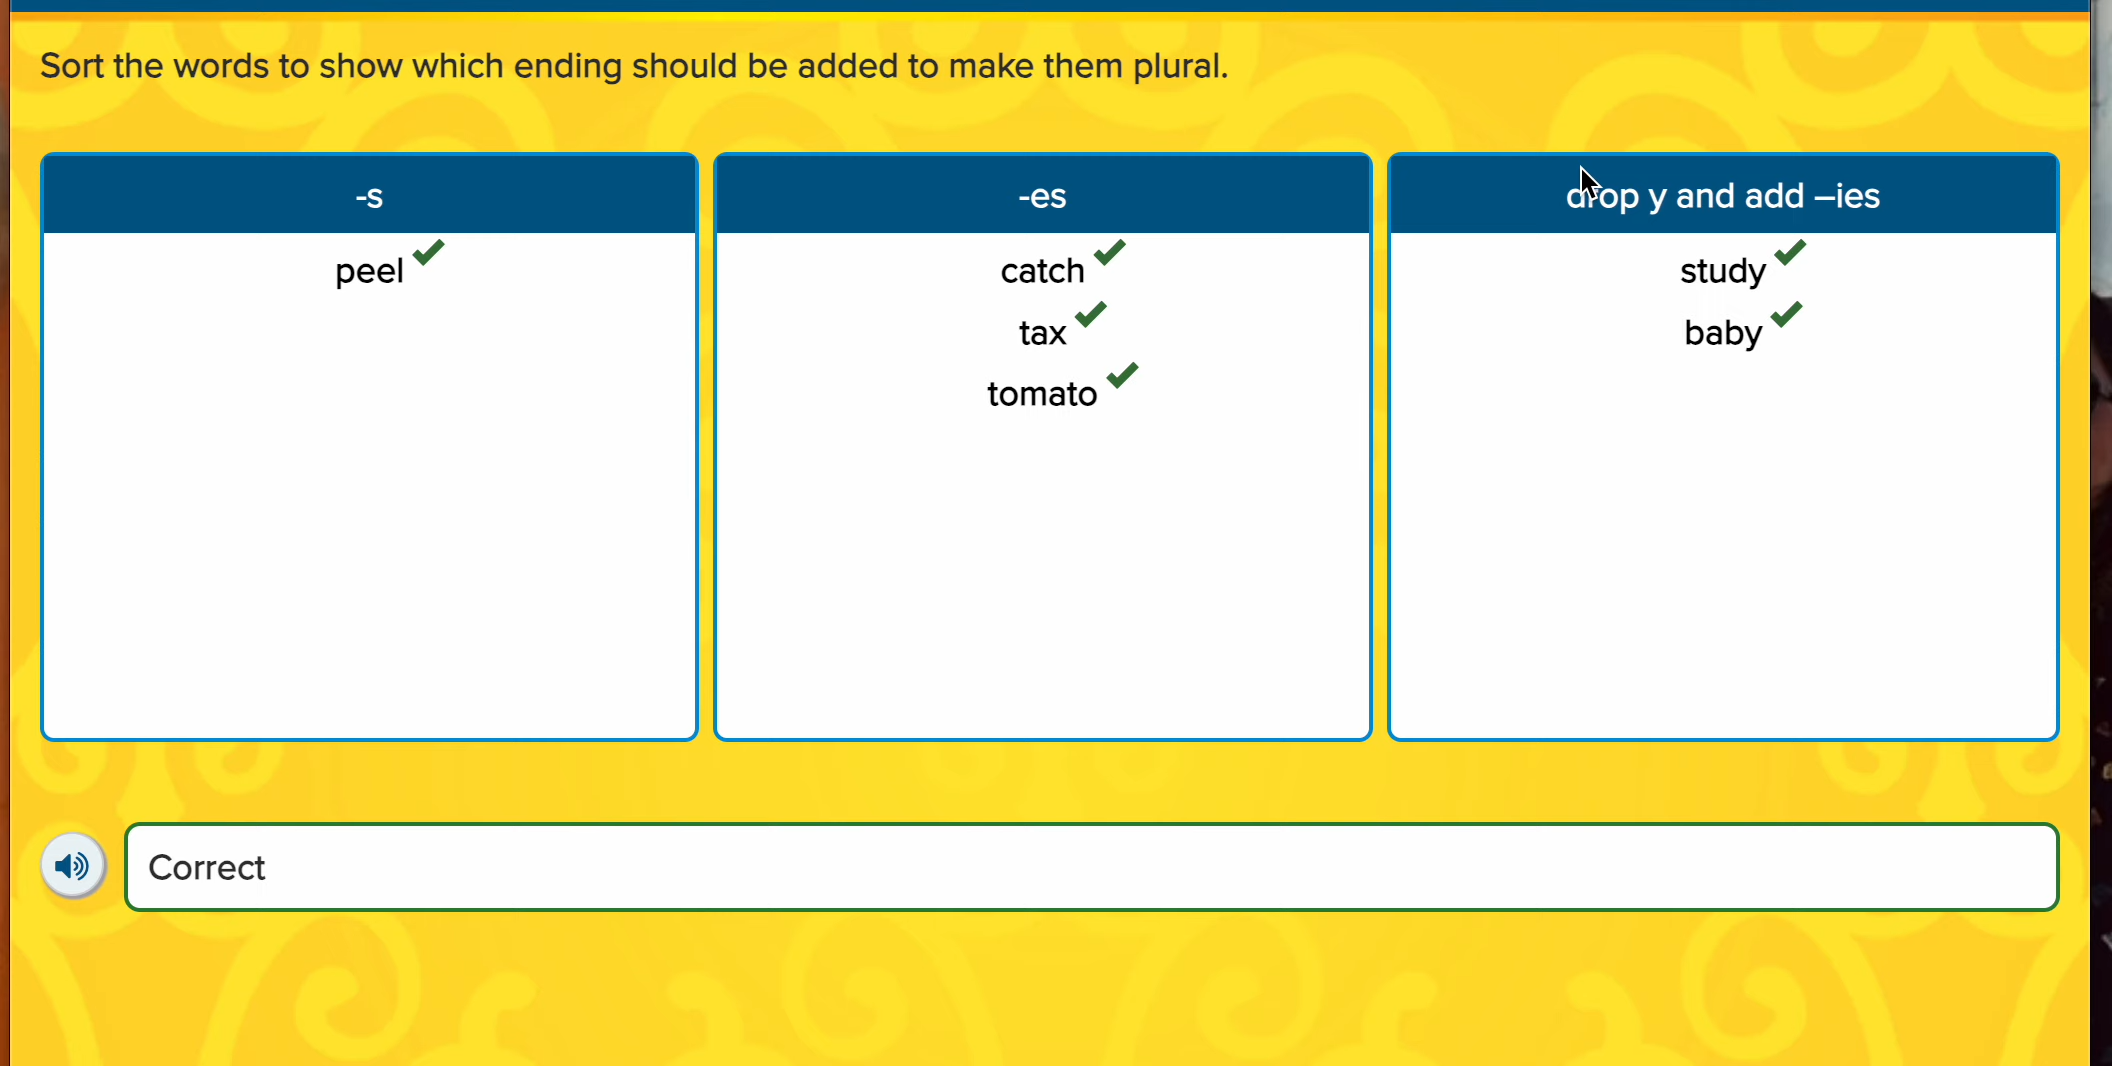 Sort the words to show which ending should be added to make them plural.
-s
peel
-es
catch
tax
tomato
drop y and add –ies
study
baby
Correct